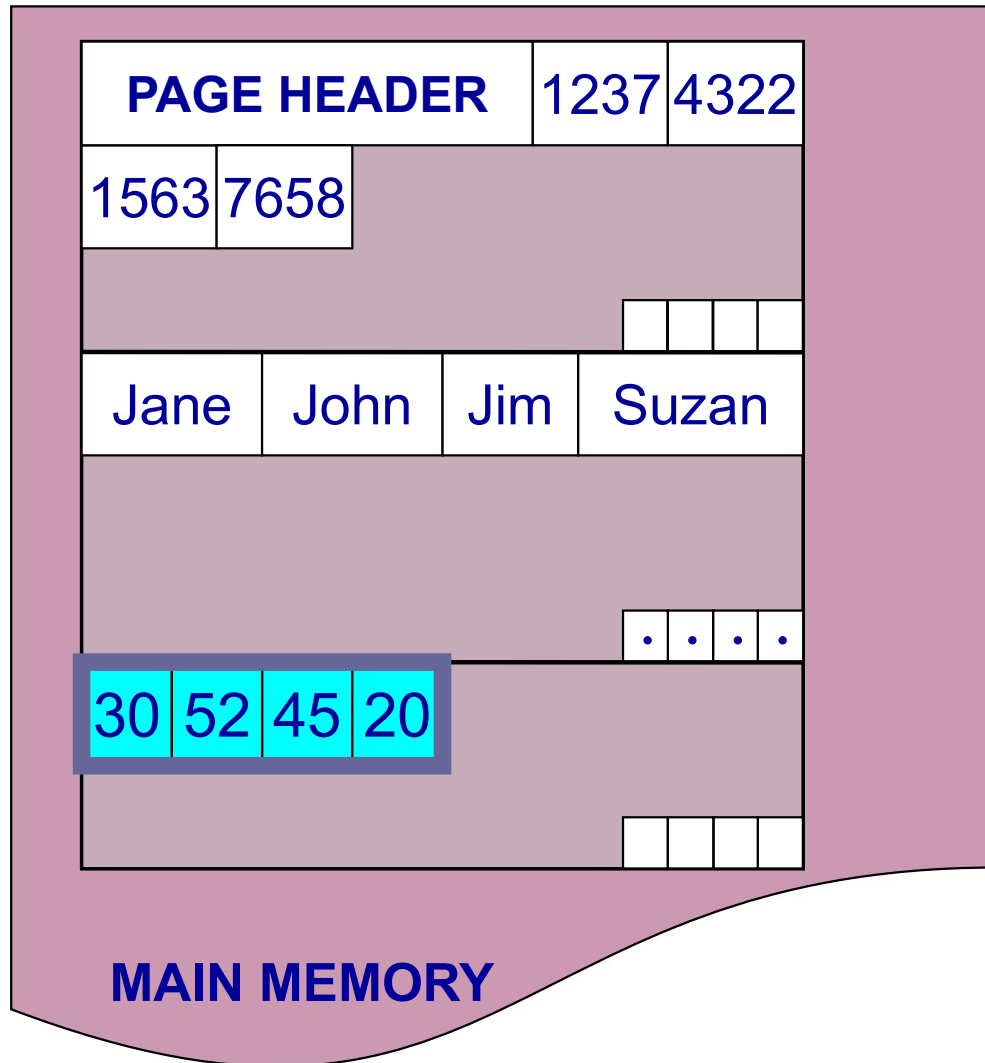 PAGE HEADER 1237 4322
1563 7658
Jane John Jim Suzan
30 52 45 20
MAIN MEMORY